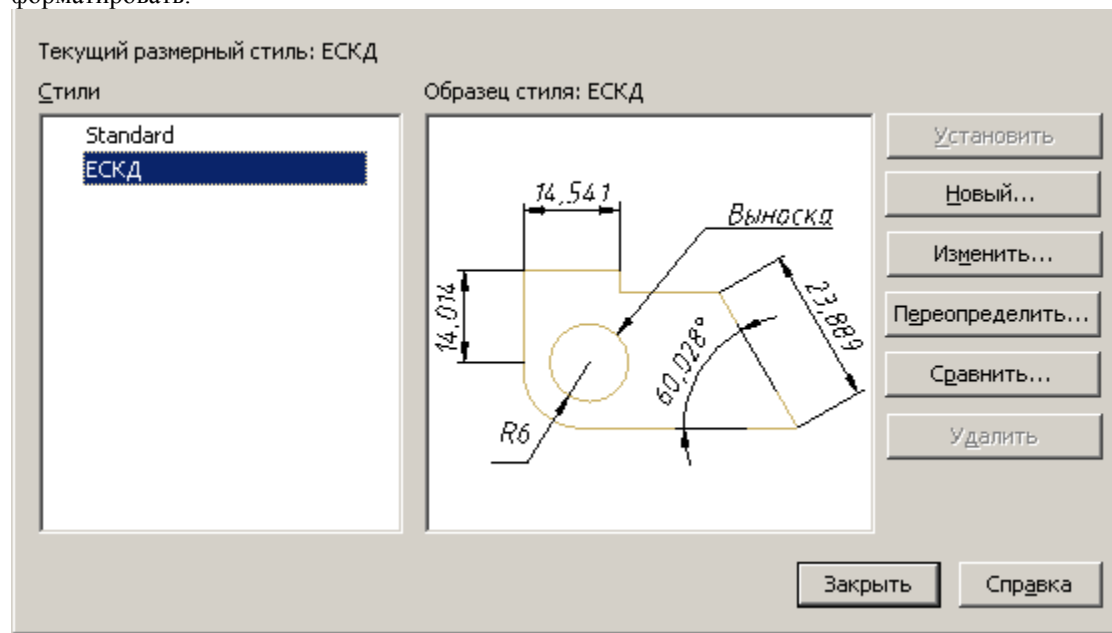 форматировать.
Текущий размерный стиль: ЕСКД
Стили
Образец стиля: ЕСКД
Standard
ЕСКД
14,541
Выноска
14,014
23,889
60,028°
R6
Установить
Новый...
Изменить...
Переопределить...
Сравнить...
Удалить
Закрыть
Справка